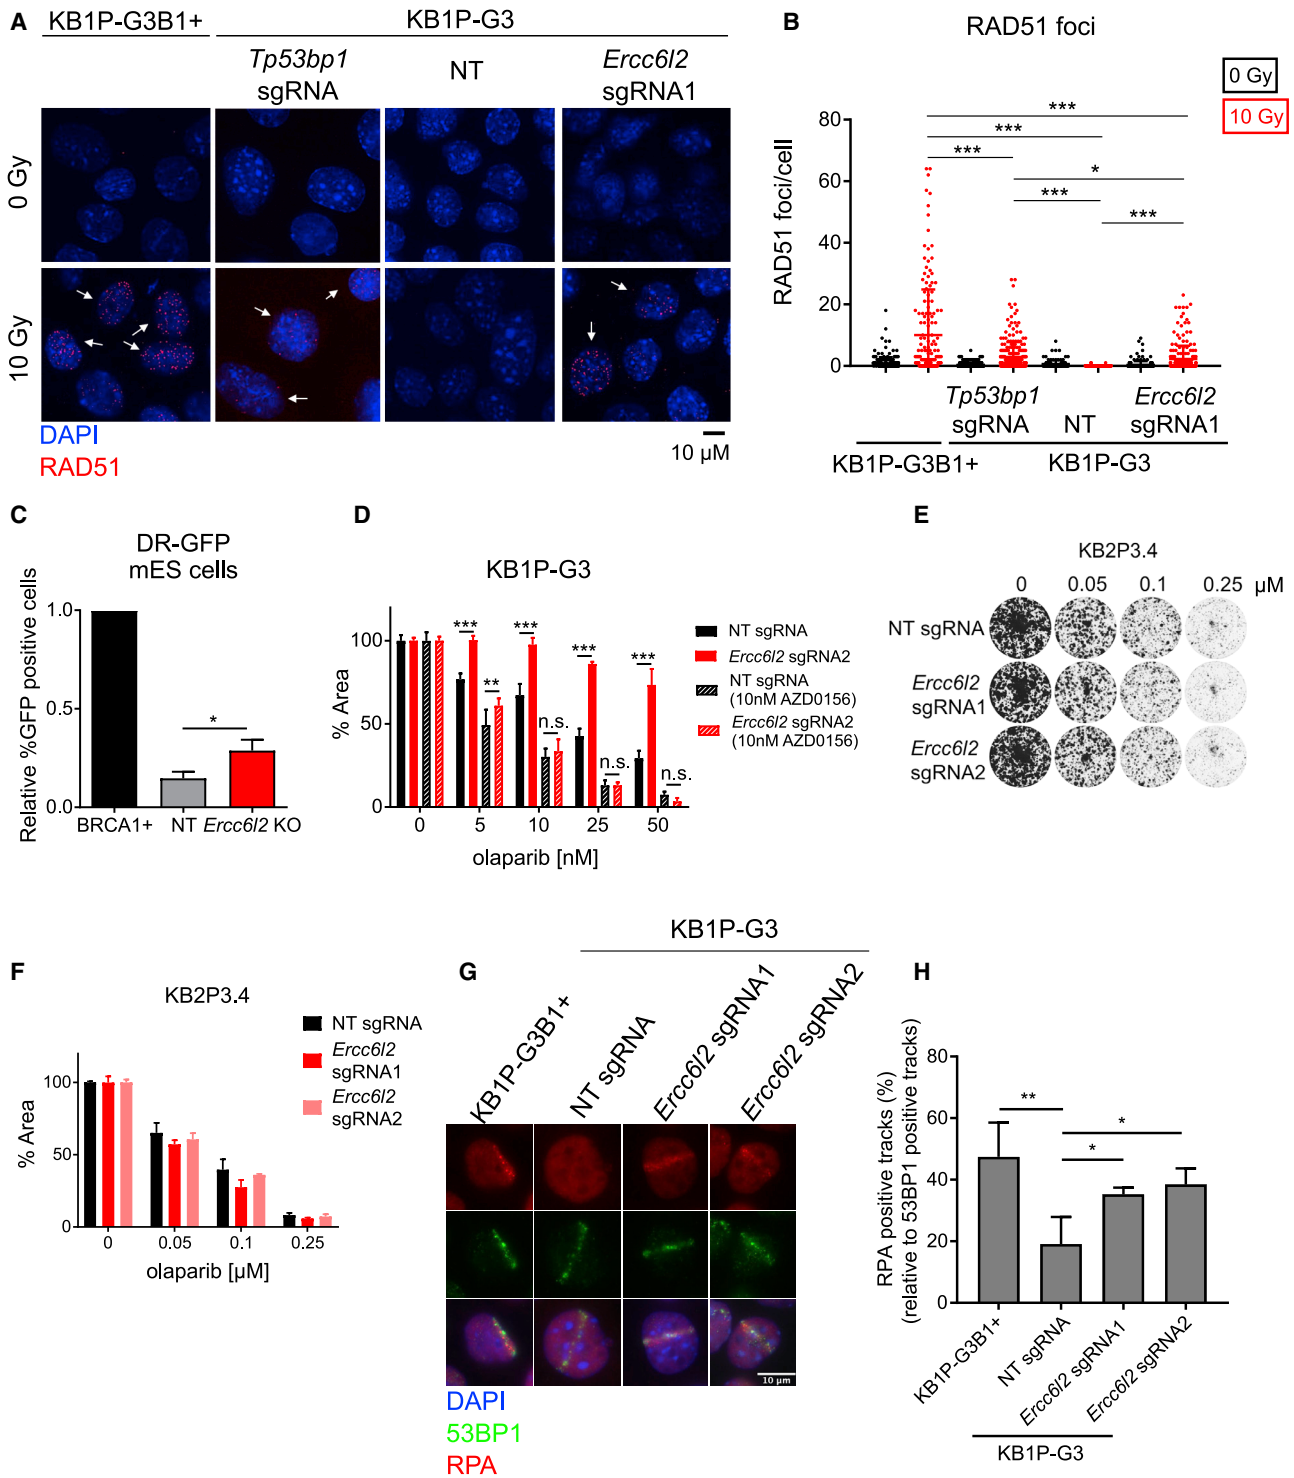 A
KB1P-G3B1+
KB1P-G3
Tp53bp1
sgRNA
NT
Ercc6l2
sgRNA1
0 Gy
10 Gy
DAPI
RAD51
10 µM
B
RAD51 foci
0 Gy
10 Gy
RAD51 foci/cell
80
60
40
20
0
***
***
***
*
***
***
Tp53bp1
sgRNA
NT
Ercc6l2
sgRNA1
KB1P-G3B1+
KB1P-G3
C
DR-GFP
mES cells
Relative %GFP positive cells
1.0
0.5
0.0
*
BRCA1+
NT
Ercc6l2 KO
D
KB1P-G3
% Area
100
50
0
***
**
***
n.s.
***
n.s.
***
n.s.
0
5
10
25
50
olaparib [nM]
NT sgRNA
Ercc6l2 sgRNA2
NT sgRNA
(10nM AZD0156)
Ercc6l2 sgRNA2
(10nM AZD0156)
E
KB2P3.4
0
0.05
0.1
0.25
µM
NT sgRNA
Ercc6l2
sgRNA1
Ercc6l2
sgRNA2
F
KB2P3.4
% Area
100
50
0
0
0.05
0.1
0.25
olaparib [µM]
NT sgRNA
Ercc6l2
sgRNA1
Ercc6l2
sgRNA2
G
KB1P-G3
KB1P-G3B1+
NT sgRNA
Ercc6l2 sgRNA1
Ercc6l2 sgRNA2
10 µm
DAPI
53BP1
RPA
H
RPA positive tracks (%)
(relative to 53BP1 positive tracks)
80
60
40
20
0
**
*
*
KB1P-G3B1+
NT sgRNA
Ercc6l2 sgRNA1
Ercc6l2 sgRNA2
KB1P-G3